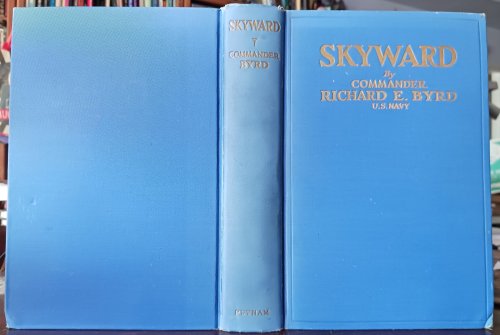 SKYWARD
COMMANDER
BYRD
PUTNAM
SKYWARD
By
COMMANDER
RICHARD E. BYRD
U.S. NAVY